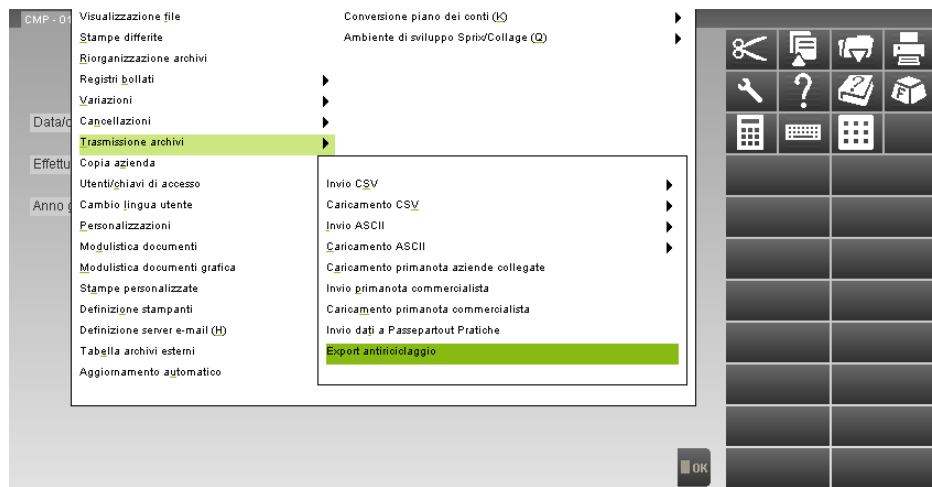 CMP - 01
Visualizzazione file
Conversione piano dei conti (K)
Stampe differite
Ambiente di sviluppo Sprix/Collage (Q)
Riorganizzazione archivi
Registri bollati
Variazioni
Cancellazioni
Data/o
Trasmissione archivi
Effettu
Copia azienda
Utenti/chiavi di accesso
Invio CSV
Anno g
Cambio lingua utente
Caricamento CSV
Personalizzazioni
Invio ASCII
Modulistica documenti
Caricamento ASCII
Modulistica documenti grafica
Caricamento primanota aziende collegate
Stampe personalizzate
Invio primanota commercialista
Definizione stampanti
Caricamento primanota commercialista
Definizione server e-mail (H)
Invio dati a Passepartout Pratiche
Tabella archivi esterni
Export antiriciclaggio
Aggiornamento automatico
OK
? ? F